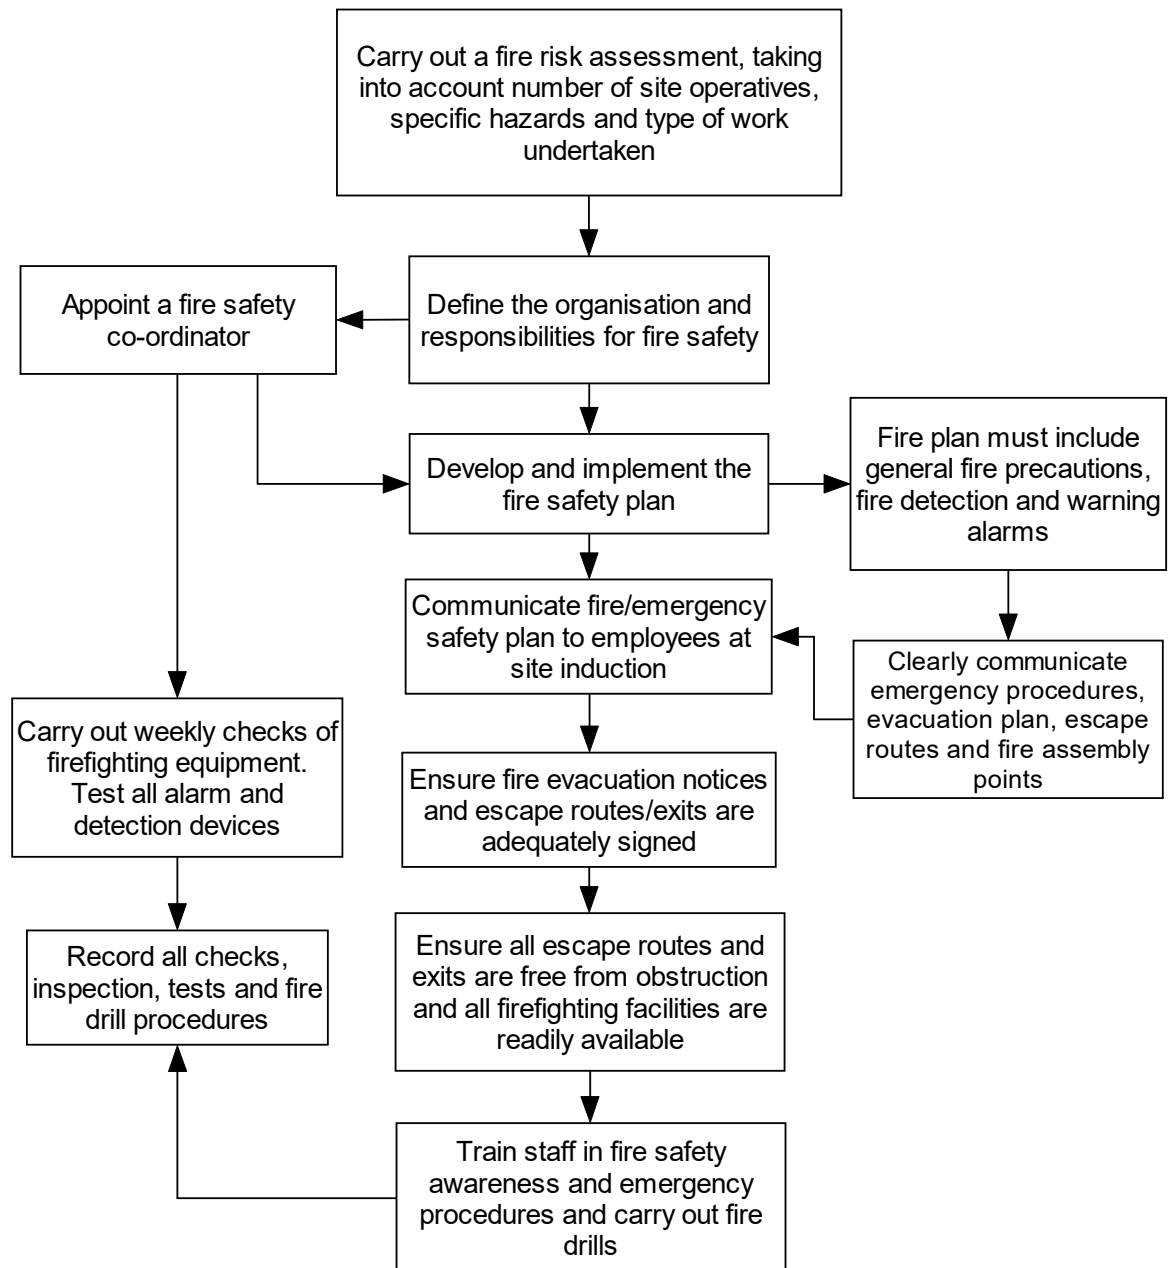 Carry out a fire risk assessment, taking
into account number of site operatives,
specific hazards and type of work
undertaken
Appoint a fire safety
co-ordinator
Define the organisation and
responsibilities for fire safety
Develop and implement the
fire safety plan
Fire plan must include
general fire precautions,
fire detection and warning
alarms
Communicate fire/emergency
safety plan to employees at
site induction
Clearly communicate
emergency procedures,
evacuation plan, escape
routes and fire assembly
points
Carry out weekly checks of
firefighting equipment.
Test all alarm and
detection devices
Ensure fire evacuation notices
and escape routes/exits are
adequately signed
Record all checks,
inspection, tests and fire
drill procedures
Ensure all escape routes and
exits are free from obstruction
and all firefighting facilities are
readily available
Train staff in fire safety
awareness and emergency
procedures and carry out fire
drills